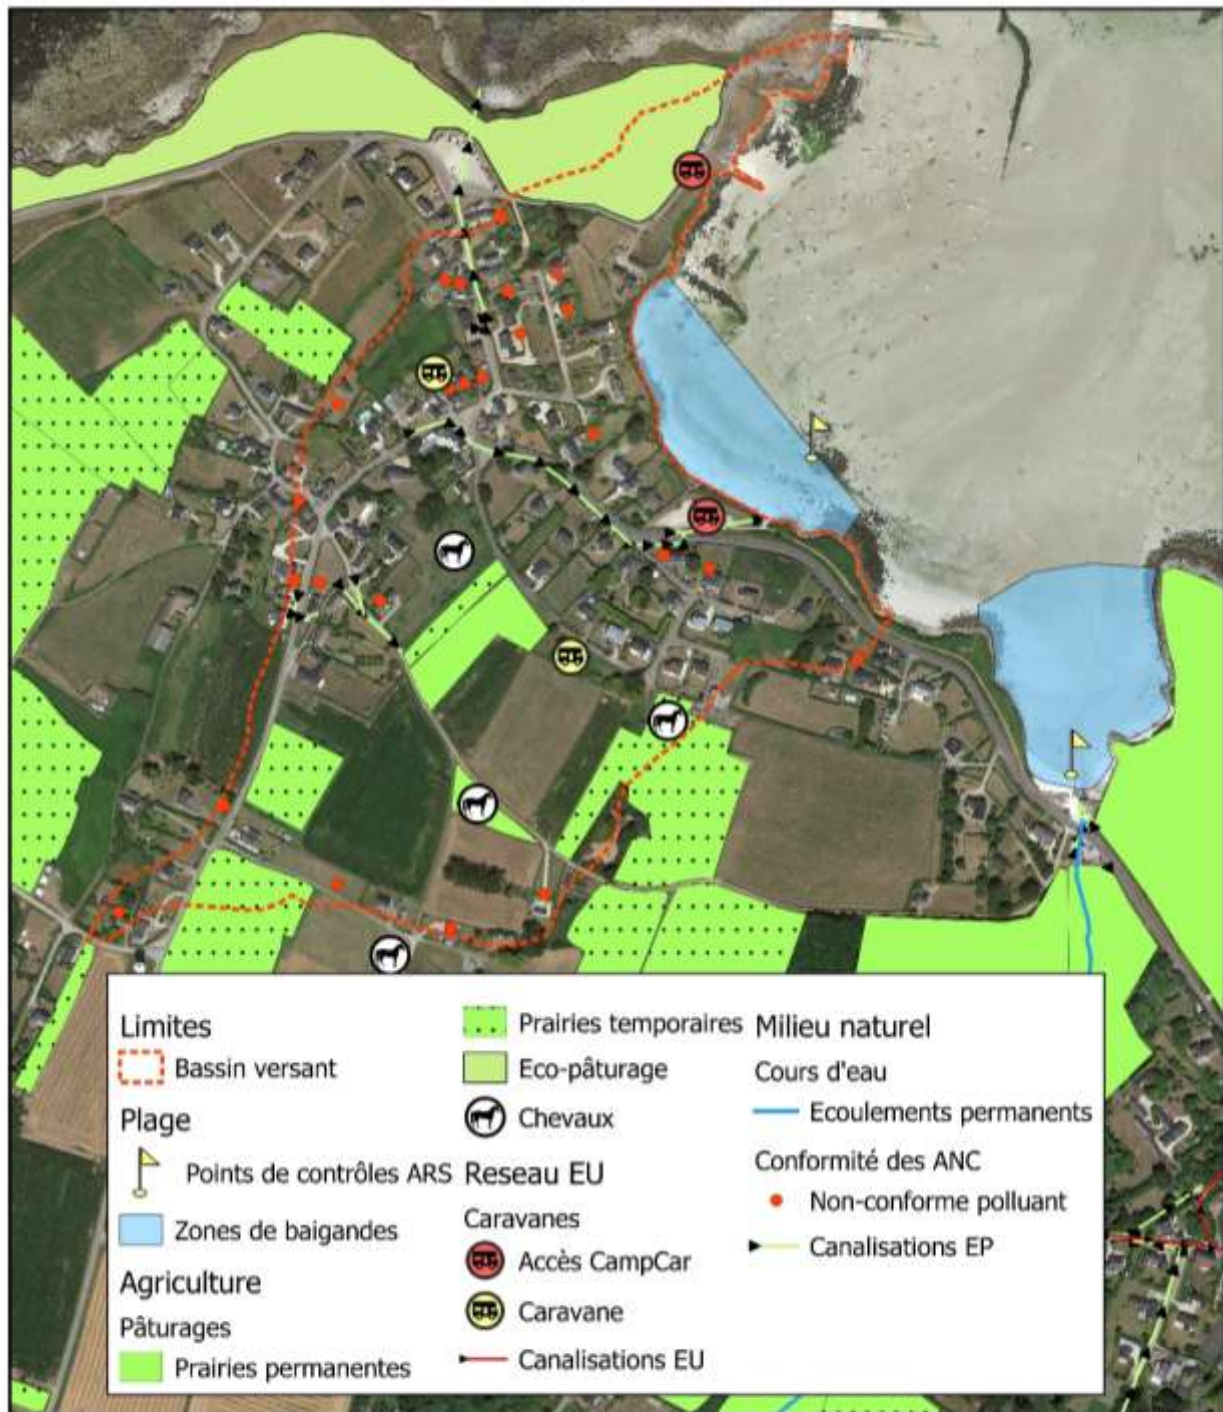 Limites
Bassin versant
Plage
Points de contrôles ARS
Zones de baigandes
Agriculture
Pâturages
Prairies permanentes
Prairies temporaires
Eco-pâturage
Chevaux
Reseau EU
Caravanes
Accès CampCar
Caravane
Canalisations EU
Milieu naturel
Cours d'eau
Ecoulements permanents
Conformité des ANC
Non-conforme polluant
Canalisations EP